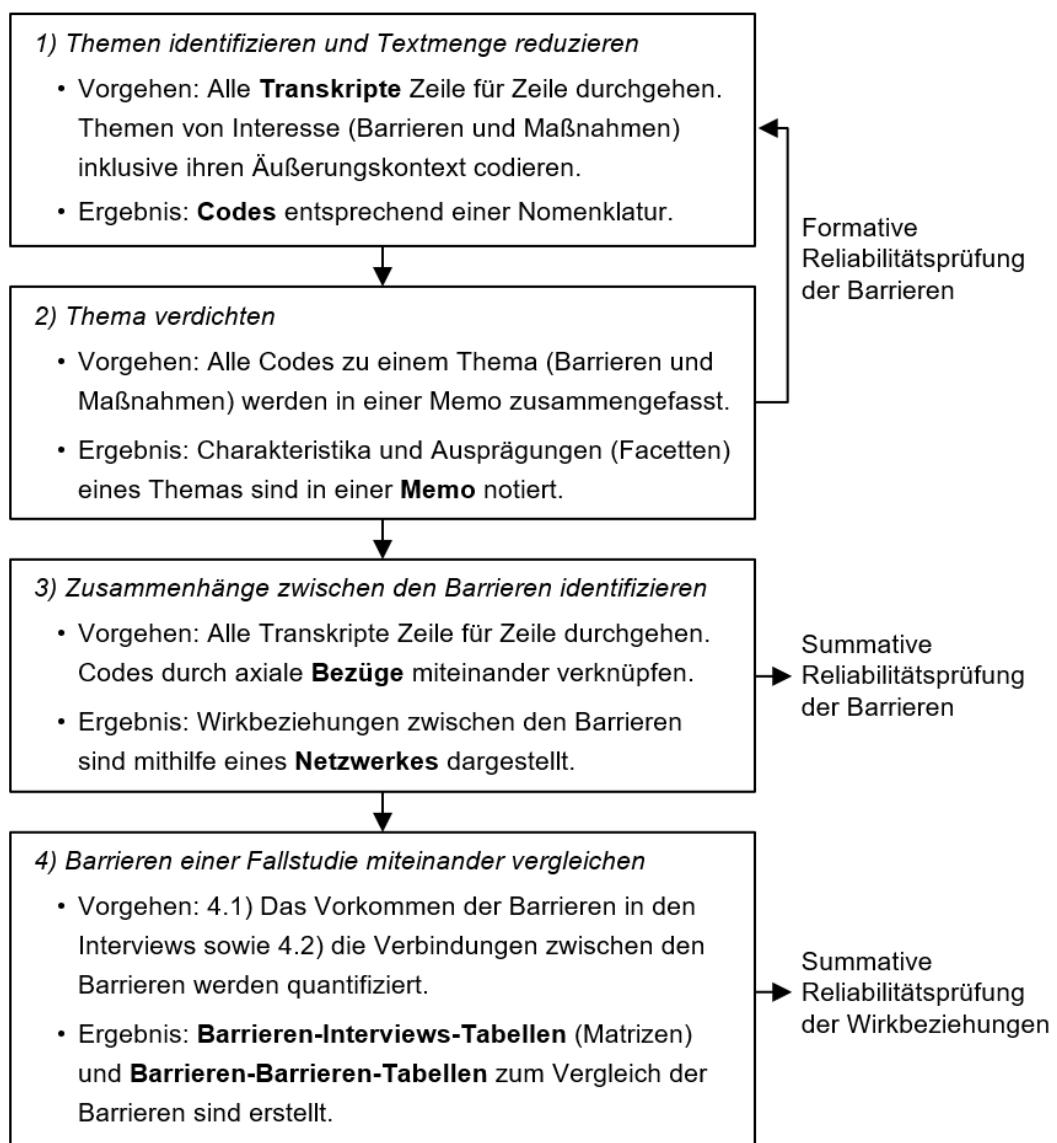 1) Themen identifizieren und Textmenge reduzieren
• Vorgehen: Alle Transkripte Zeile für Zeile durchgehen.
Themen von Interesse (Barrieren und Maßnahmen)
inklusive ihren Äußerungskontext codieren.
• Ergebnis: Codes entsprechend einer Nomenklatur.
Formative
Reliabilitätsprüfung
der Barrieren
2) Thema verdichten
• Vorgehen: Alle Codes zu einem Thema (Barrieren und
Maßnahmen) werden in einer Memo zusammengefasst.
• Ergebnis: Charakteristika und Ausprägungen (Facetten)
eines Themas sind in einer Memo notiert.
3) Zusammenhänge zwischen den Barrieren identifizieren
• Vorgehen: Alle Transkripte Zeile für Zeile durchgehen.
Codes durch axiale Bezüge miteinander verknüpfen.
• Ergebnis: Wirkbeziehungen zwischen den Barrieren
sind mithilfe eines Netzwerkes dargestellt.
Summative
Reliabilitätsprüfung
der Barrieren
4) Barrieren einer Fallstudie miteinander vergleichen
• Vorgehen: 4.1) Das Vorkommen der Barrieren in den
Interviews sowie 4.2) die Verbindungen zwischen den
Barrieren werden quantifiziert.
• Ergebnis: Barrieren-Interviews-Tabellen (Matrizen)
und Barrieren-Barrieren-Tabellen zum Vergleich der
Barrieren sind erstellt.
Summative
Reliabilitätsprüfung
der Wirkbeziehungen